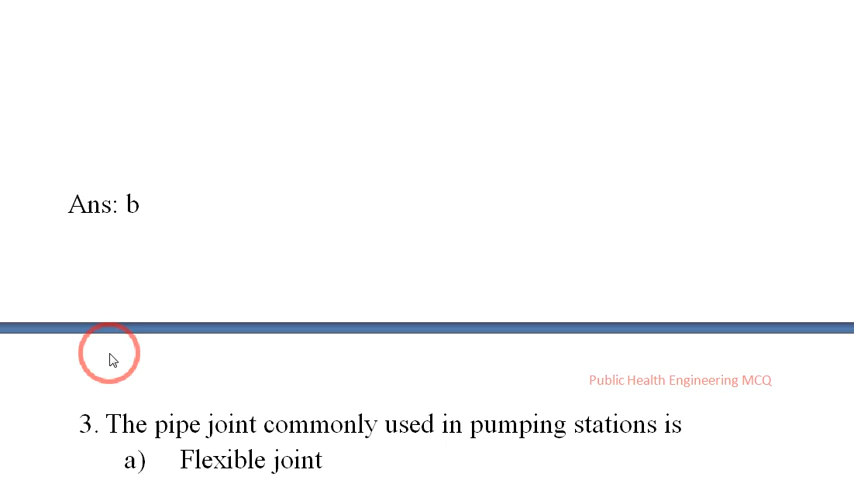 Ans: b
Public Health Engineering MCQ
3. The pipe joint commonly used in pumping stations is
a) Flexible joint